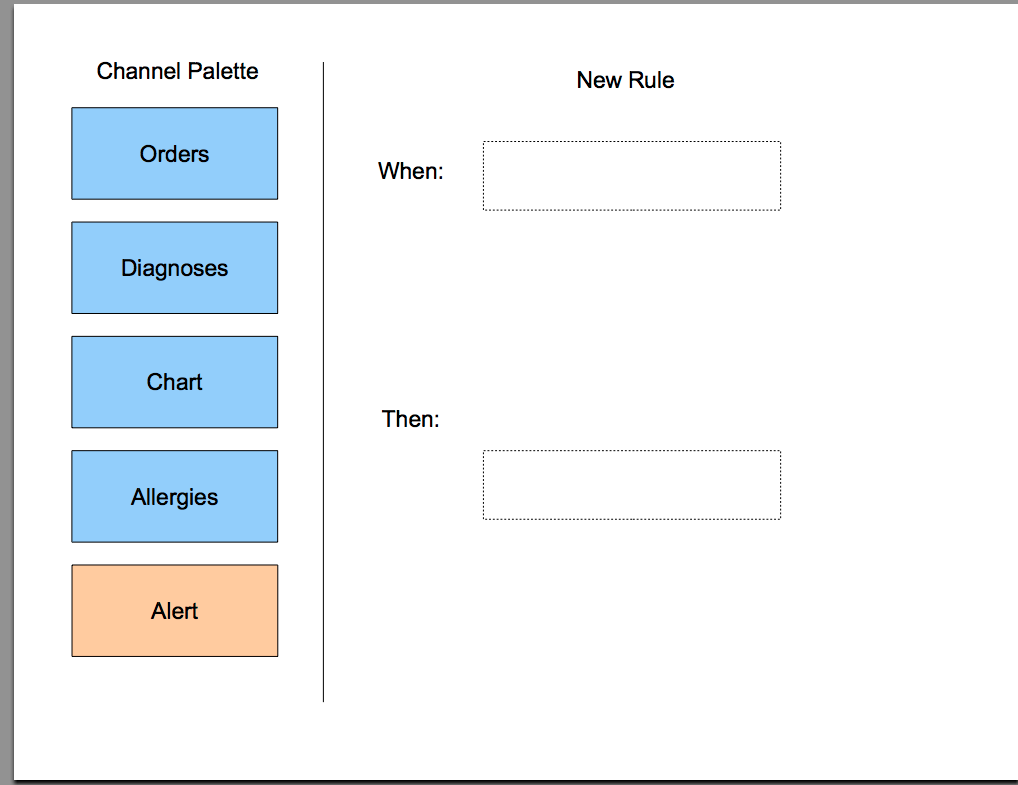 Channel Palette
Orders
Diagnoses
Chart
Allergies
Alert
New Rule
When:
Then: